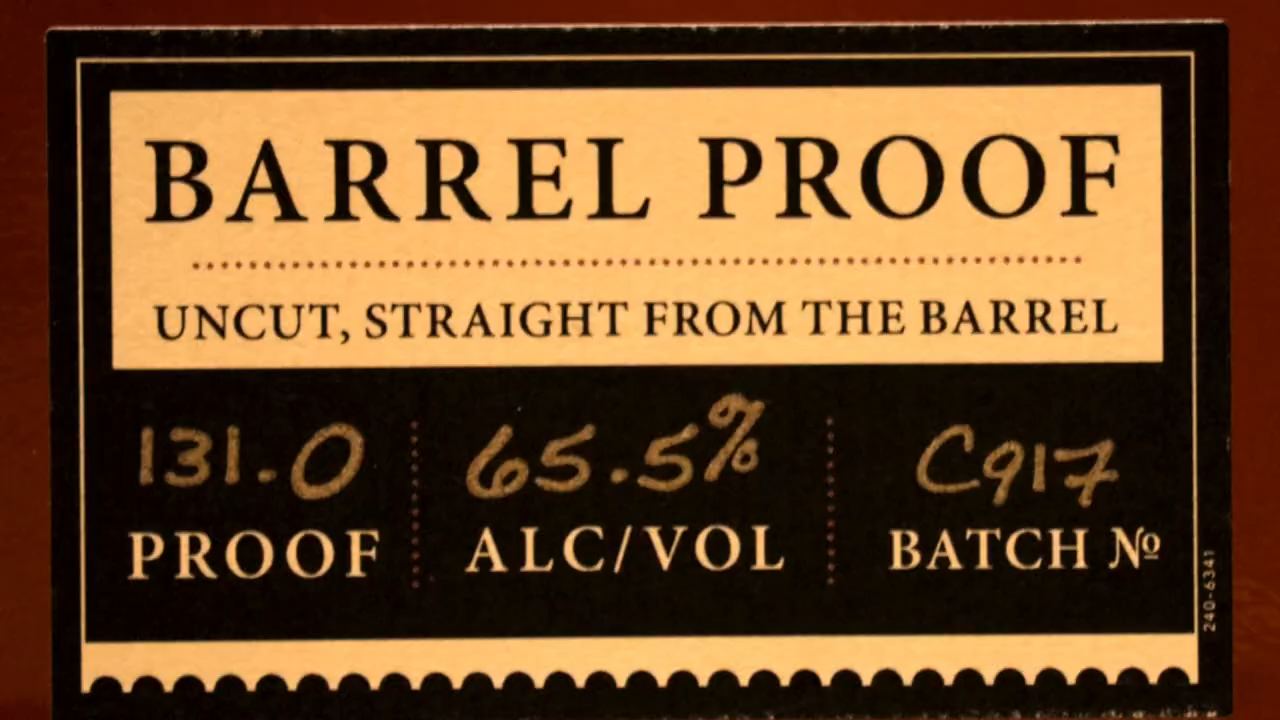 BARREL PROOF
UNCUT, STRAIGHT FROM THE BARREL
131.0 65.5% C917
PROOF ALC/VOL BATCH №
240-6341